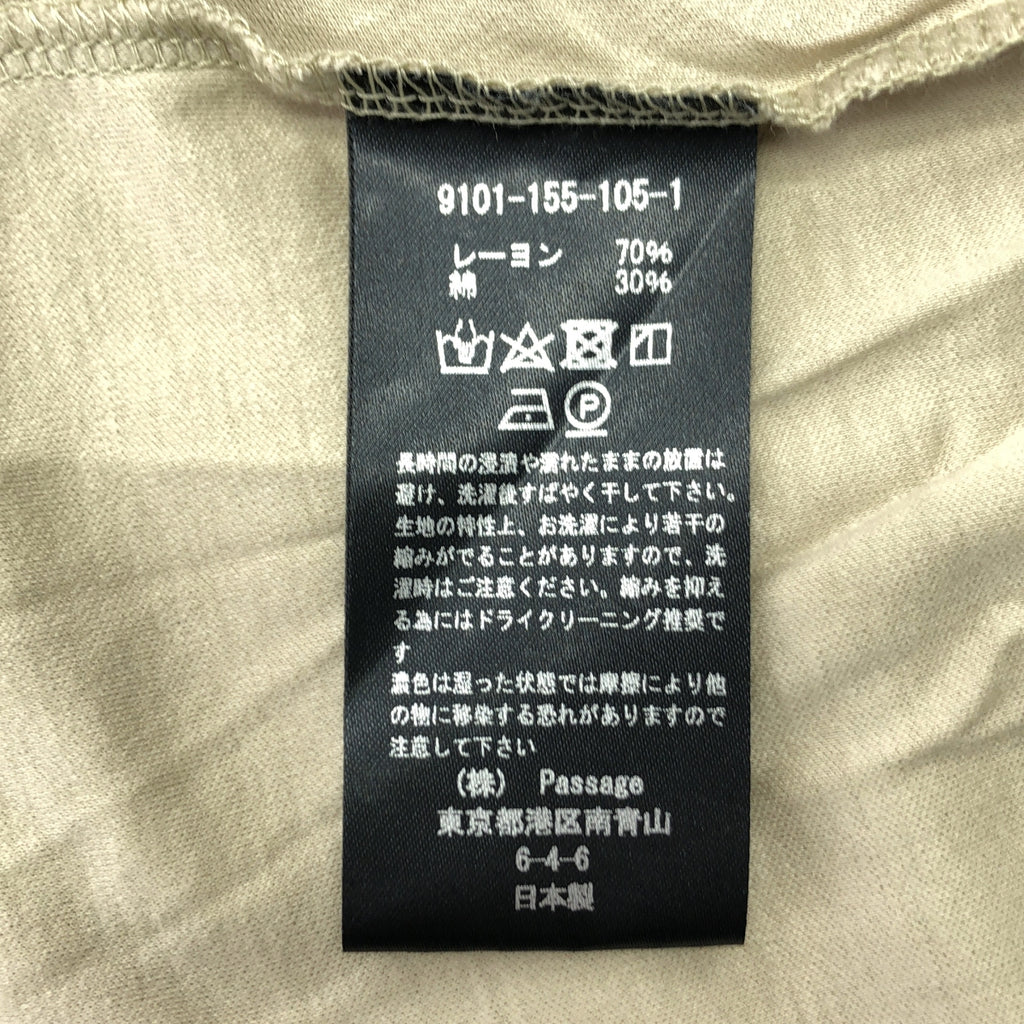 9101-155-105-1
レーヨン 70%
綿 30%
P
長時間の浸漬や濡れたままの放置は
避け、洗濯後すばやく干して下さい。
生地の特性上、お洗濯により若干の
縮みがでることがありますので、洗
濯時はご注意ください。縮みを抑え
る為にはドライクリーニング推奨で
す
濃色は湿った状態では摩擦により他
の物に移染する恐れがありますので
注意して下さい
(株) Passage
東京都港区南青山
6-4-6
日本製